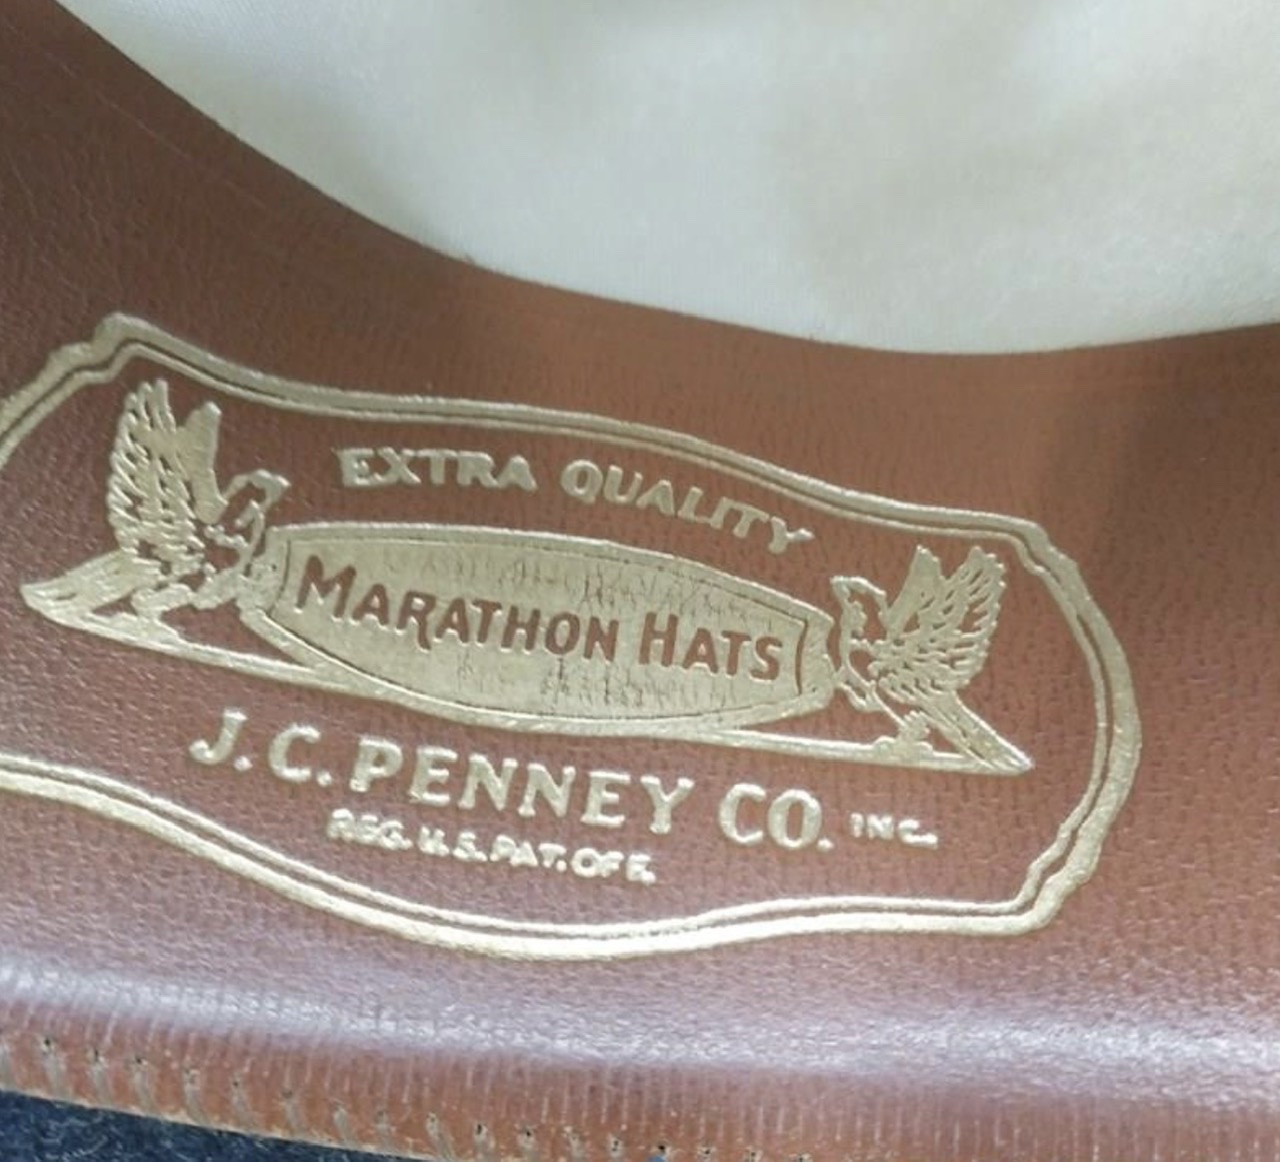 EXTRA QUALITY
MARATHON HATS
J.C. PENNEY CO. INC.
REG. U.S. PAT. OFF.